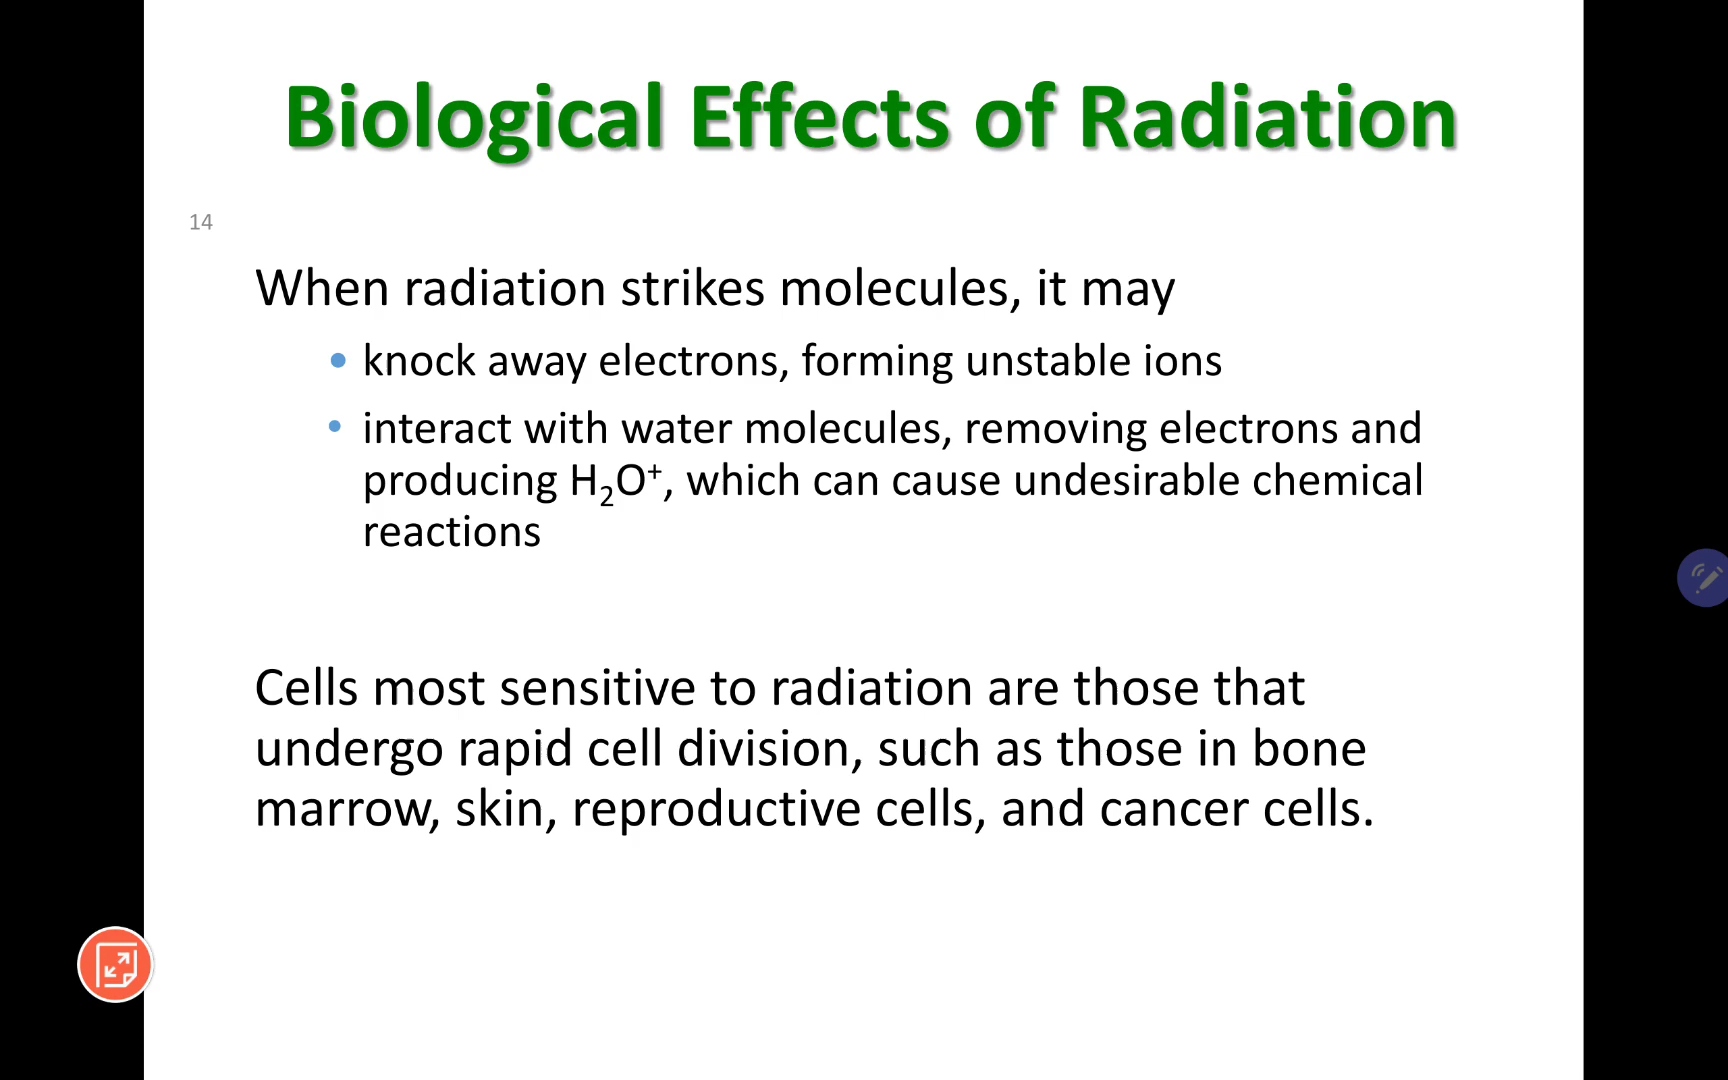 Biological Effects of Radiation
14
When radiation strikes molecules, it may
• knock away electrons, forming unstable ions
• interact with water molecules, removing electrons and
producing H₂O⁺, which can cause undesirable chemical
reactions
Cells most sensitive to radiation are those that
undergo rapid cell division, such as those in bone
marrow, skin, reproductive cells, and cancer cells.